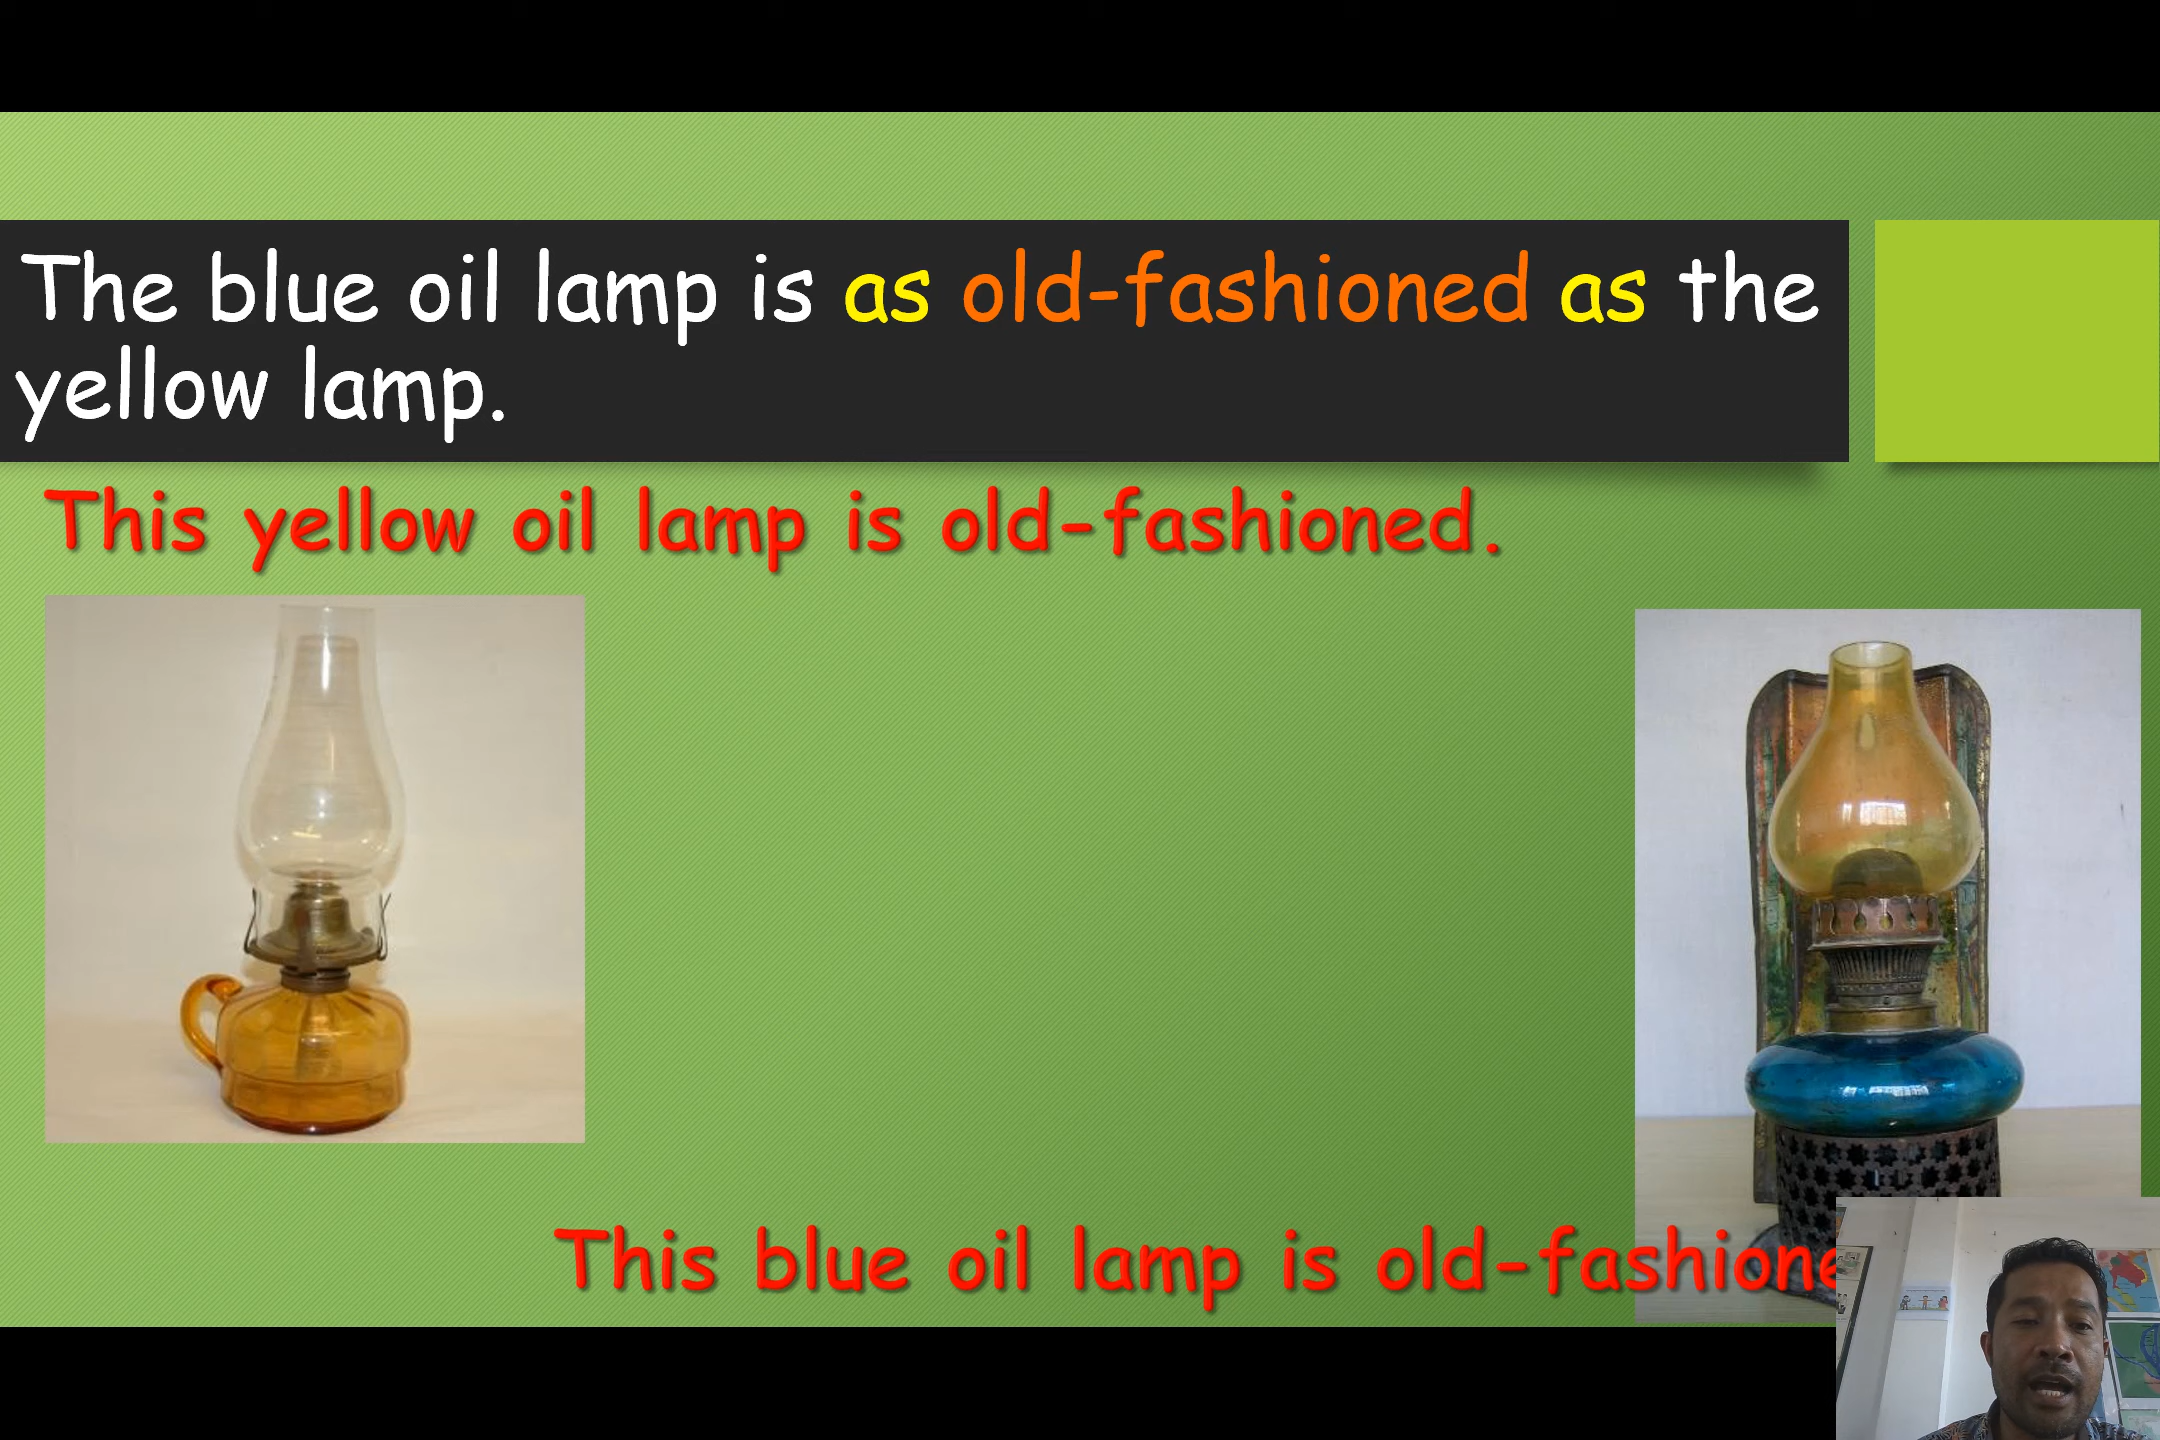 The blue oil lamp is as old-fashioned as the
yellow lamp.
This yellow oil lamp is old-fashioned.
This blue oil lamp is old-fashione